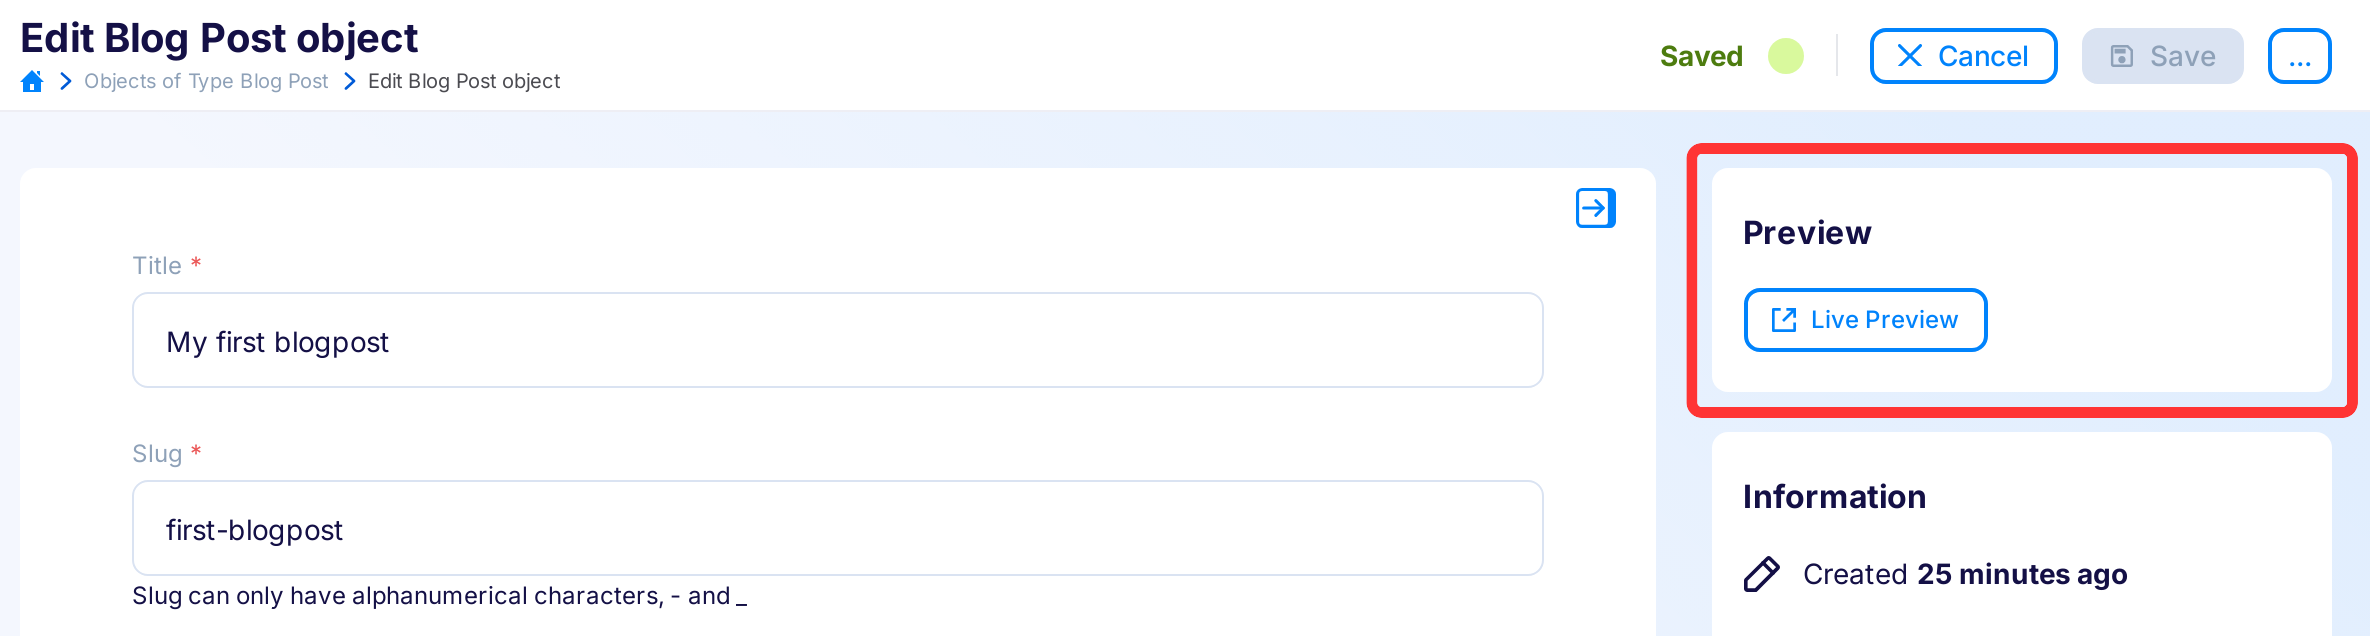 Edit Blog Post object
Objects of Type Blog Post Edit Blog Post object
Saved
Cancel
Save
...
Title *
My first blogpost
Slug *
first-blogpost
Slug can only have alphanumerical characters, - and _
Preview
Live Preview
Information
Created 25 minutes ago